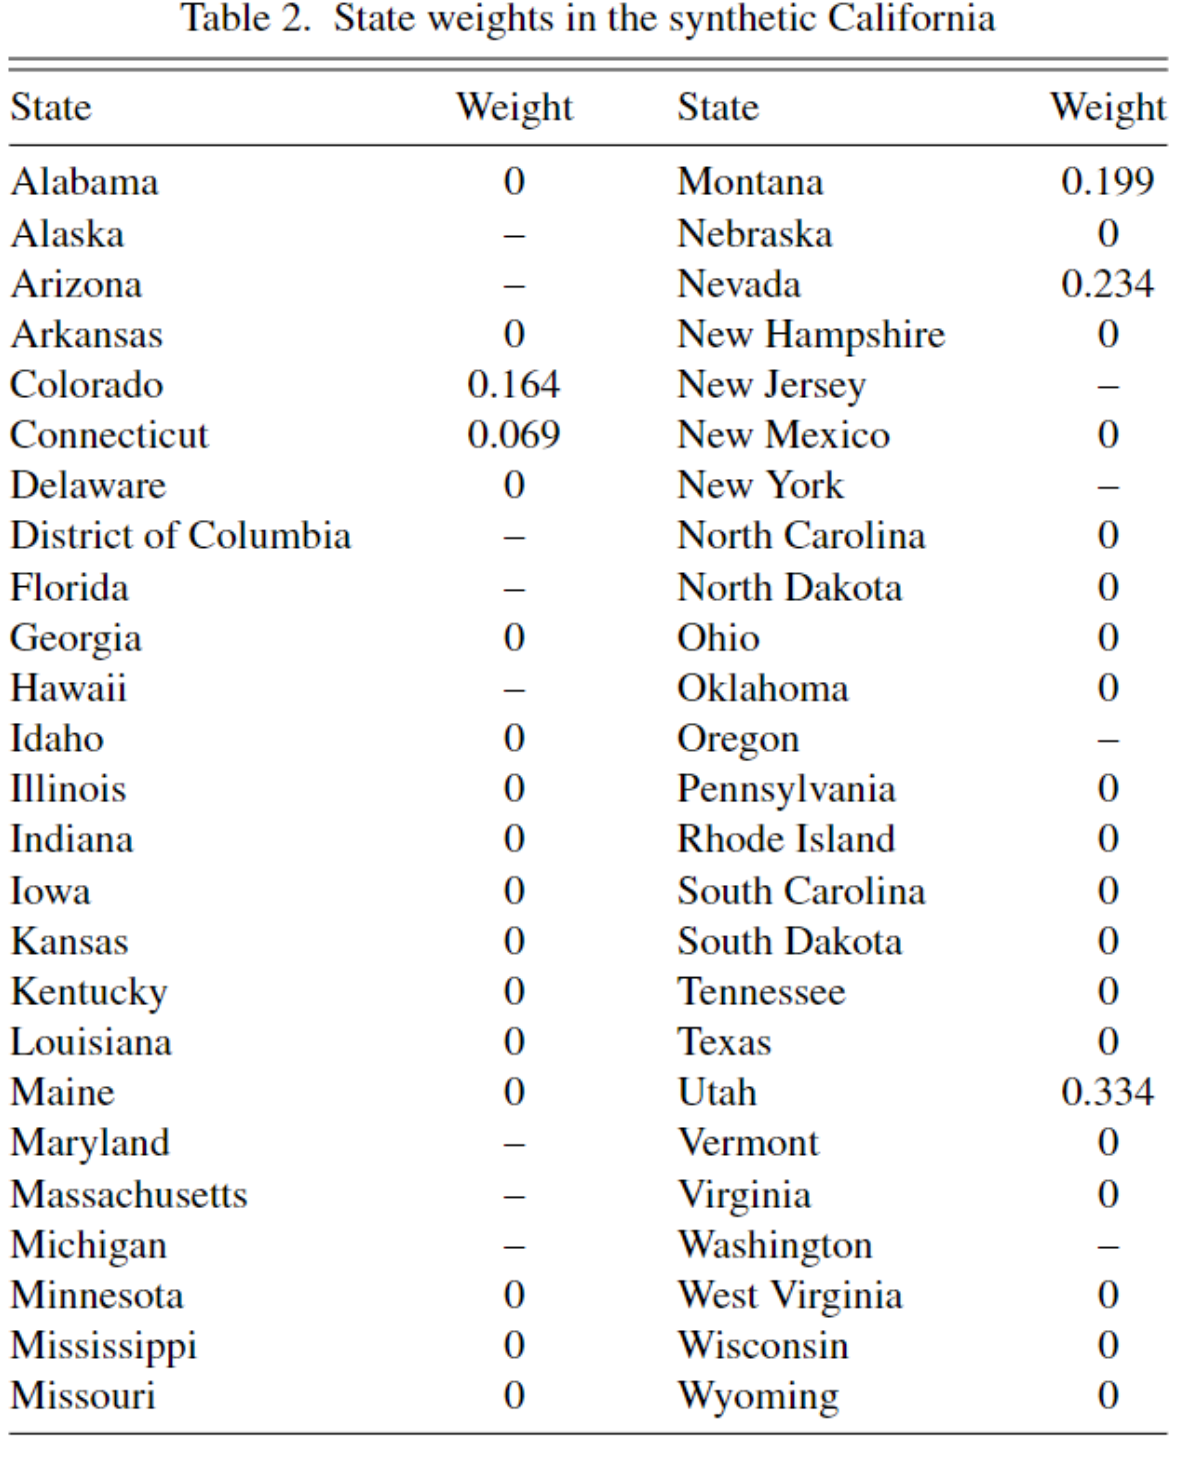 Table 2. State weights in the synthetic California
State Weight State Weight
Alabama 0 Montana 0.199
Alaska – Nebraska 0
Arizona – Nevada 0.234
Arkansas 0 New Hampshire 0
Colorado 0.164 New Jersey –
Connecticut 0.069 New Mexico 0
Delaware 0 New York –
District of Columbia – North Carolina 0
Florida – North Dakota 0
Georgia 0 Ohio 0
Hawaii – Oklahoma 0
Idaho 0 Oregon –
Illinois 0 Pennsylvania 0
Indiana 0 Rhode Island 0
Iowa 0 South Carolina 0
Kansas 0 South Dakota 0
Kentucky 0 Tennessee 0
Louisiana 0 Texas 0
Maine 0 Utah 0.334
Maryland – Vermont 0
Massachusetts – Virginia 0
Michigan – Washington –
Minnesota 0 West Virginia 0
Mississippi 0 Wisconsin 0
Missouri 0 Wyoming 0